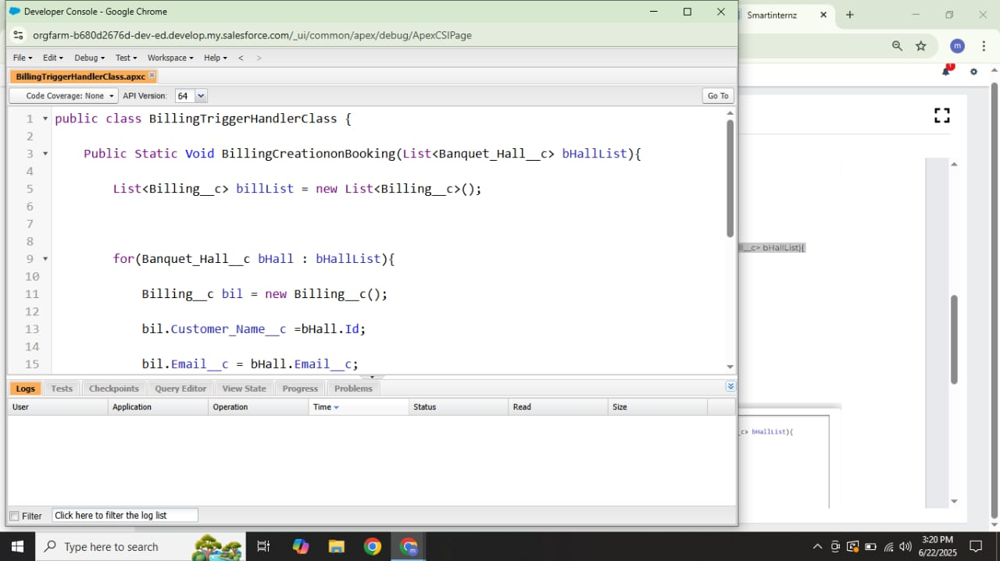 Developer Console - Google Chrome
Smartinternz
orgfarm-b680d2676d-dev-ed.develop.my.salesforce.com/_ui/common/apex/debug/ApexCSIPage
m
File Edit Debug Test Workspace Help < >
BillingTriggerHandlerClass.apxc
Code Coverage: None API Version: 64 Go To
1 public class BillingTriggerHandlerClass {
2
3 Public Static Void BillingCreationonBooking(List<Banquet_Hall__c> bHallList){
4
5 List<Billing__c> billList = new List<Billing__c>();
6
7
8
9 for(Banquet_Hall__c bHall : bHallList){
10
11 Billing__c bil = new Billing__c();
12
13 bil.Customer_Name__c =bHall.Id;
14
15 bil.Email__c = bHall.Email__c;
ll__c> bHallList){
_c> bHallList){
Logs Tests Checkpoints Query Editor View State Progress Problems
User Application Operation Time Status Read Size
Filter Click here to filter the log list
Type here to search
m
3:20 PM
6/22/2025